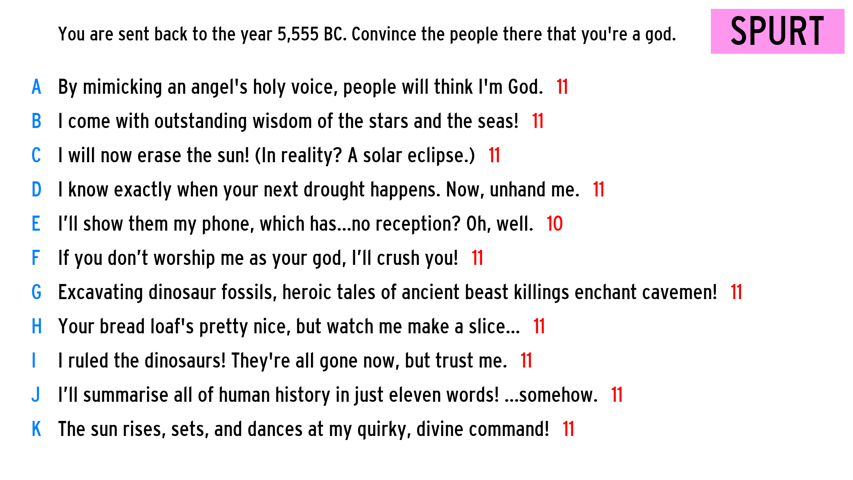 You are sent back to the year 5,555 BC. Convince the people there that you're a god.
SPURT
A By mimicking an angel's holy voice, people will think I'm God. 11
B I come with outstanding wisdom of the stars and the seas! 11
C I will now erase the sun! (In reality? A solar eclipse.) 11
D I know exactly when your next drought happens. Now, unhand me. 11
E I’ll show them my phone, which has...no reception? Oh, well. 10
F If you don’t worship me as your god, I’ll crush you! 11
G Excavating dinosaur fossils, heroic tales of ancient beast killings enchant cavemen! 11
H Your bread loaf's pretty nice, but watch me make a slice... 11
I I ruled the dinosaurs! They're all gone now, but trust me. 11
J I’ll summarise all of human history in just eleven words! ...somehow. 11
K The sun rises, sets, and dances at my quirky, divine command! 11